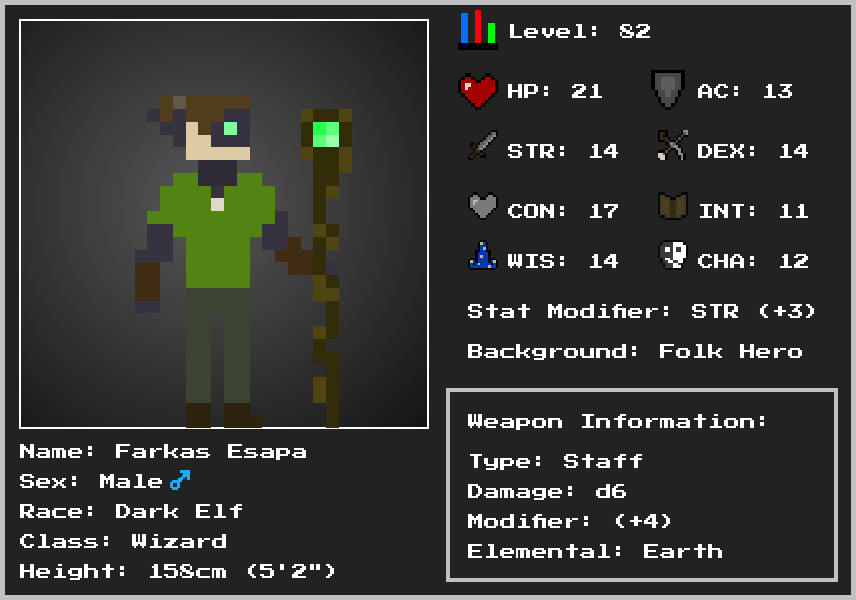 Level: 82
HP: 21 AC: 13
STR: 14 DEX: 14
CON: 17 INT: 11
WIS: 14 CHA: 12
Stat Modifier: STR (+3)
Background: Folk Hero
Weapon Information:
Type: Staff
Damage: d6
Modifier: (+4)
Elemental: Earth
Name: Farkas Esapa
Sex: Male ♂
Race: Dark Elf
Class: Wizard
Height: 158cm (5'2")